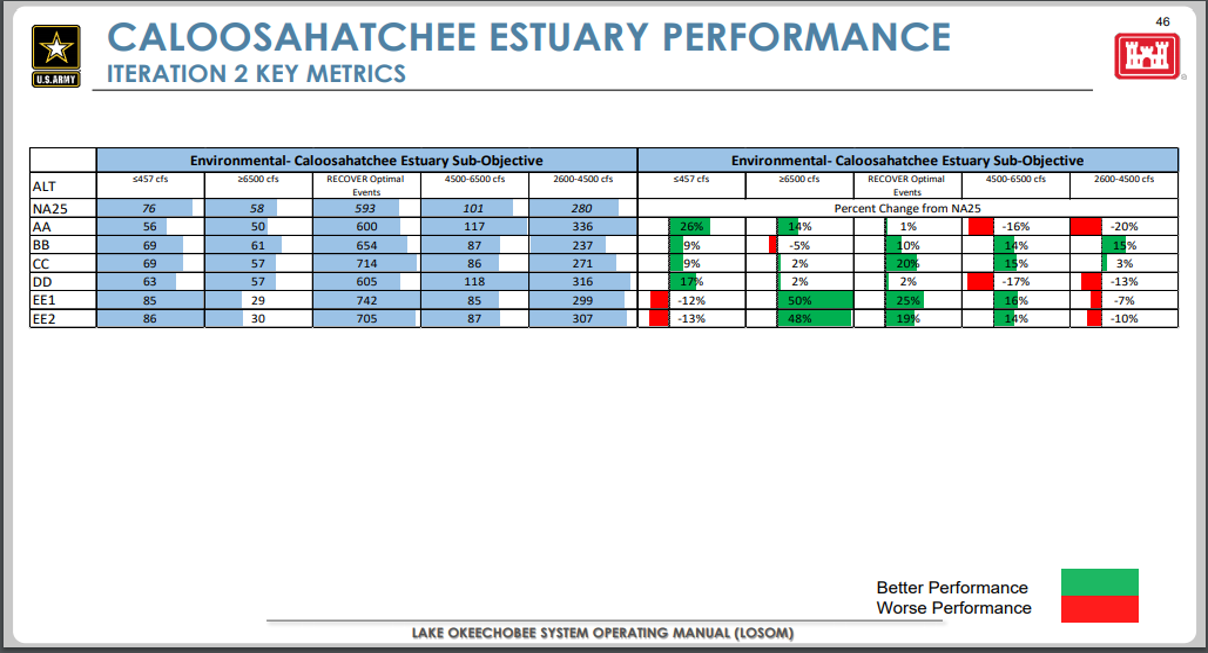 46
CALOOSAHATCHEE ESTUARY PERFORMANCE
ITERATION 2 KEY METRICS
U.S.ARMY
®
Environmental- Caloosahatchee Estuary Sub-Objective Environmental- Caloosahatchee Estuary Sub-Objective
ALT ≤457 cfs ≥6500 cfs RECOVER Optimal Events 4500-6500 cfs 2600-4500 cfs ≤457 cfs ≥6500 cfs RECOVER Optimal Events 4500-6500 cfs 2600-4500 cfs
NA25 76 58 593 101 280 Percent Change from NA25
AA 56 50 600 117 336 26% 14% 1% -16% -20%
BB 69 61 654 87 237 9% -5% 10% 14% 15%
CC 69 57 714 86 271 9% 2% 20% 15% 3%
DD 63 57 605 118 316 17% 2% 2% -17% -13%
EE1 85 29 742 85 299 -12% 50% 25% 16% -7%
EE2 86 30 705 87 307 -13% 48% 19% 14% -10%
Better Performance
Worse Performance
LAKE OKEECHOBEE SYSTEM OPERATING MANUAL (LOSOM)